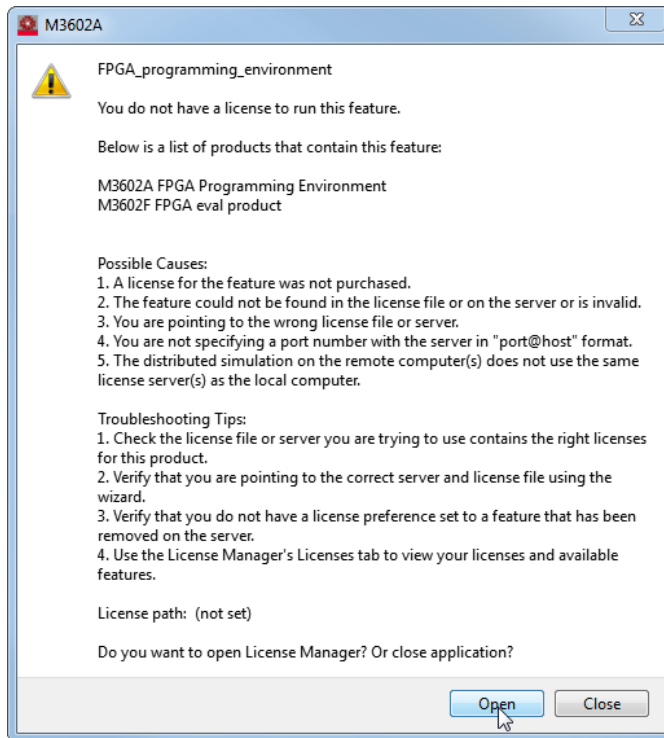 M3602A
FPGA_programming_environment
You do not have a license to run this feature.
Below is a list of products that contain this feature:
M3602A FPGA Programming Environment
M3602F FPGA eval product
Possible Causes:
1. A license for the feature was not purchased.
2. The feature could not be found in the license file or on the server or is invalid.
3. You are pointing to the wrong license file or server.
4. You are not specifying a port number with the server in "port@host" format.
5. The distributed simulation on the remote computer(s) does not use the same
license server(s) as the local computer.
Troubleshooting Tips:
1. Check the license file or server you are trying to use contains the right licenses
for this product.
2. Verify that you are pointing to the correct server and license file using the
wizard.
3. Verify that you do not have a license preference set to a feature that has been
removed on the server.
4. Use the License Manager's Licenses tab to view your licenses and available
features.
License path:  (not set)
Do you want to open License Manager? Or close application?
Open
Close